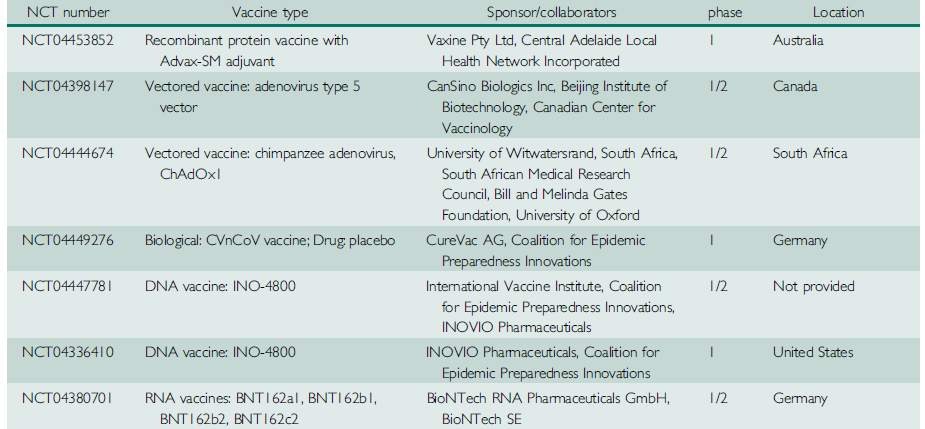 NCT number Vaccine type Sponsor/collaborators phase Location
NCT04453852 Recombinant protein vaccine with Vaxine Pty Ltd, Central Adelaide Local 1 Australia
Advax-SM adjuvant Health Network Incorporated
NCT04398147 Vectored vaccine: adenovirus type 5 CanSino Biologics Inc, Beijing Institute of 1/2 Canada
vector Biotechnology, Canadian Center for
Vaccinology
NCT04444674 Vectored vaccine: chimpanzee adenovirus, University of Witwatersrand, South Africa, 1/2 South Africa
ChAdOx1 South African Medical Research
Council, Bill and Melinda Gates
Foundation, University of Oxford
NCT04449276 Biological: CVnCoV vaccine; Drug: placebo CureVac AG, Coalition for Epidemic 1 Germany
Preparedness Innovations
NCT04447781 DNA vaccine: INO-4800 International Vaccine Institute, Coalition 1/2 Not provided
for Epidemic Preparedness Innovations,
INOVIO Pharmaceuticals
NCT04336410 DNA vaccine: INO-4800 INOVIO Pharmaceuticals, Coalition for 1 United States
Epidemic Preparedness Innovations
NCT04380701 RNA vaccines: BNT162a1, BNT162b1, BioNTech RNA Pharmaceuticals GmbH, 1/2 Germany
BNT162b2, BNT162c2 BioNTech SE